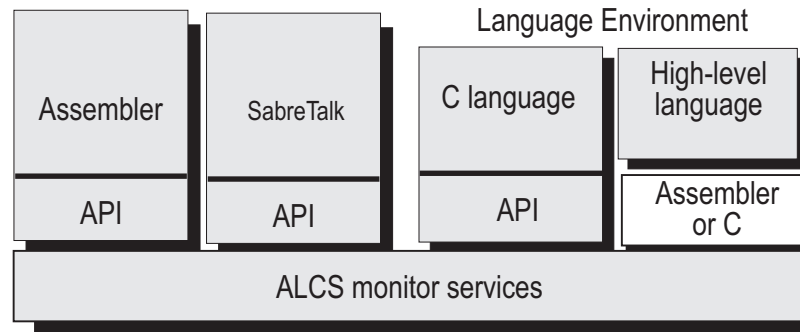 Language Environment
Assembler
SabreTalk
C language
High-level
language
API
API
API
Assembler
or C
ALCS monitor services